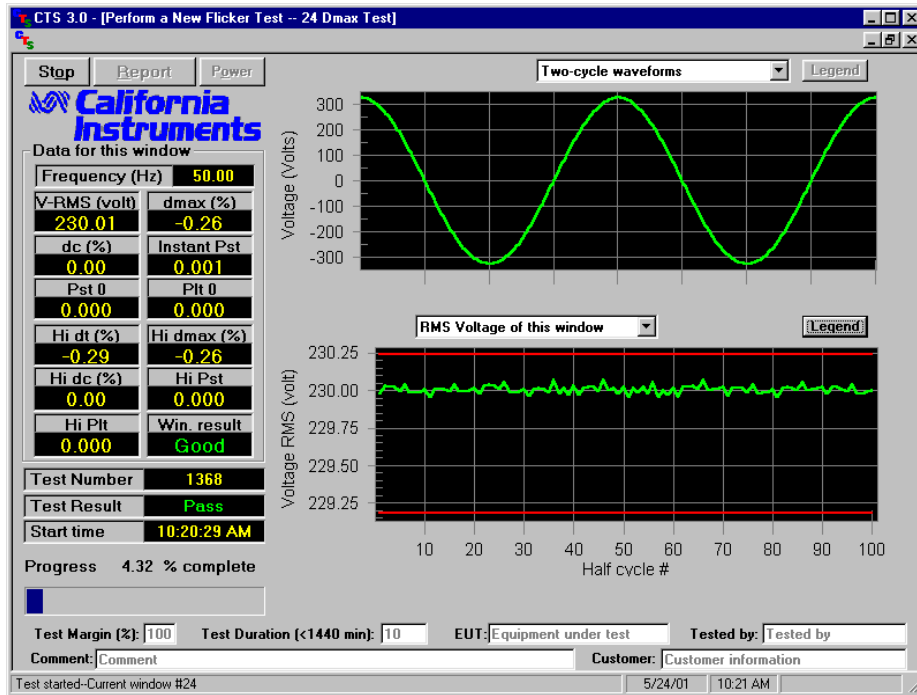 CTS 3.0 - [Perform a New Flicker Test -- 24 Dmax Test]
Stop Report Power
California
Instruments
Data for this window
Frequency (Hz) 50.00
V-RMS (volt) dmax (%)
230.01 -0.26
dc (%) Instant Pst
0.00 0.001
Pst 0 Plt 0
0.000 0.000
Hi dt (%) Hi dmax (%)
-0.29 -0.26
Hi dc (%) Hi Pst
0.00 0.000
Hi Plt Win. result
0.000 Good
Test Number 1368
Test Result Pass
Start time 10:20:29 AM
Progress 4.32 % complete
Two-cycle waveforms Legend
Voltage (Volts)
300
200
100
0
-100
-200
-300
RMS Voltage of this window Legend
Voltage RMS (volt)
230.25
230.00
229.75
229.50
229.25
10 20 30 40 50 60 70 80 90 100
Half cycle #
Test Margin (%): 100 Test Duration (<1440 min): 10 EUT: Equipment under test Tested by: Tested by
Comment: Comment Customer: Customer information
Test started--Current window #24 5/24/01 10:21 AM